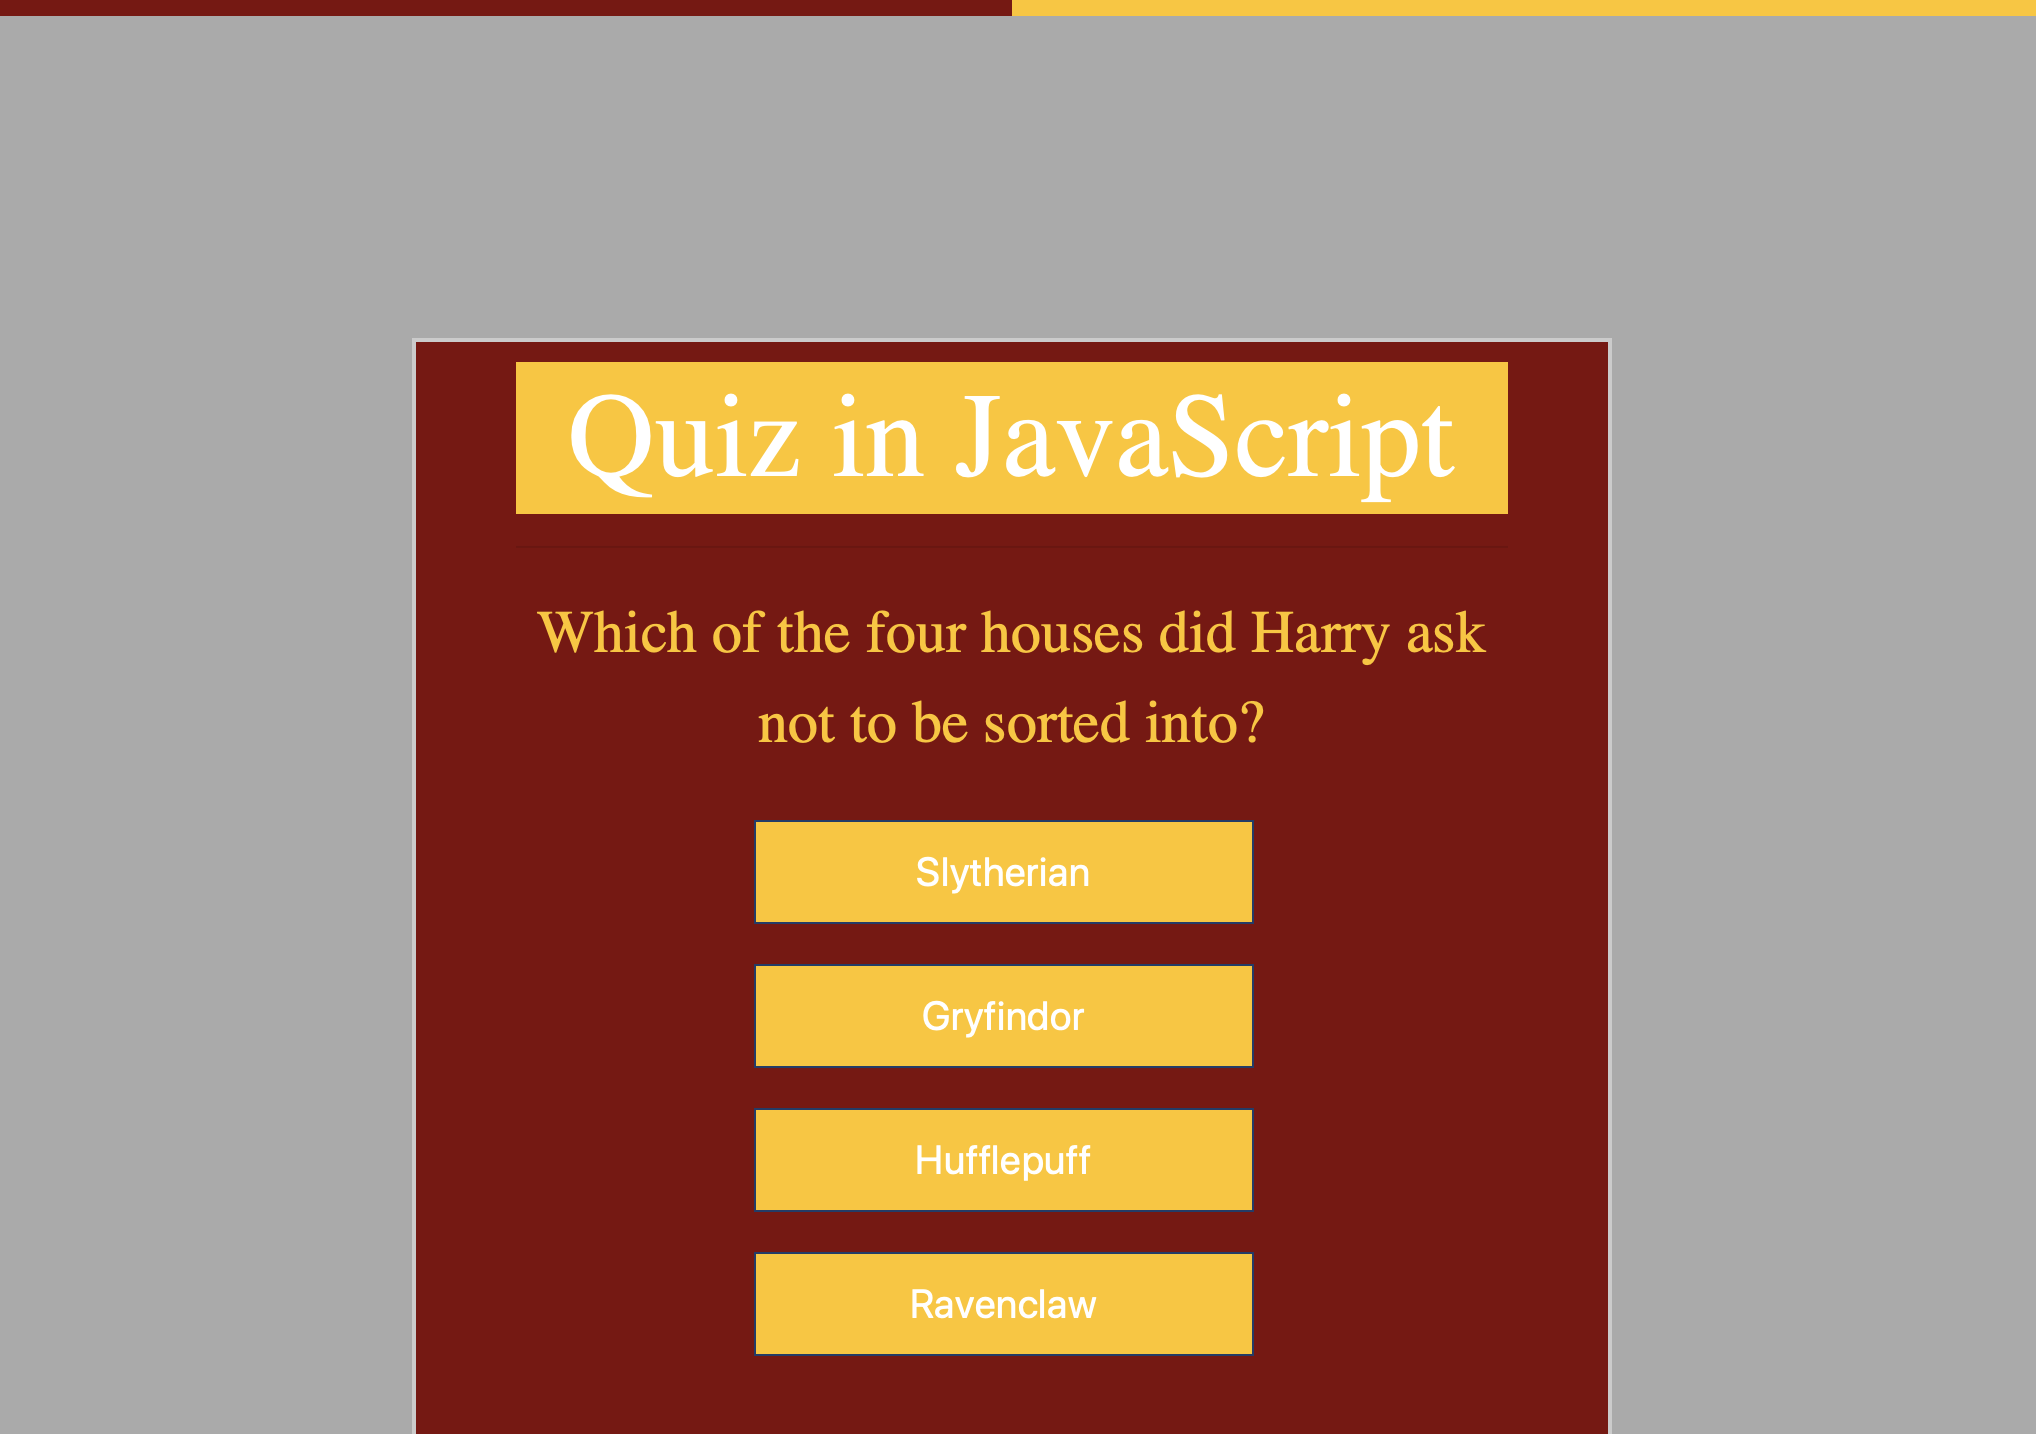 Quiz in JavaScript
Which of the four houses did Harry ask
not to be sorted into?
Slytherian
Gryfindor
Hufflepuff
Ravenclaw